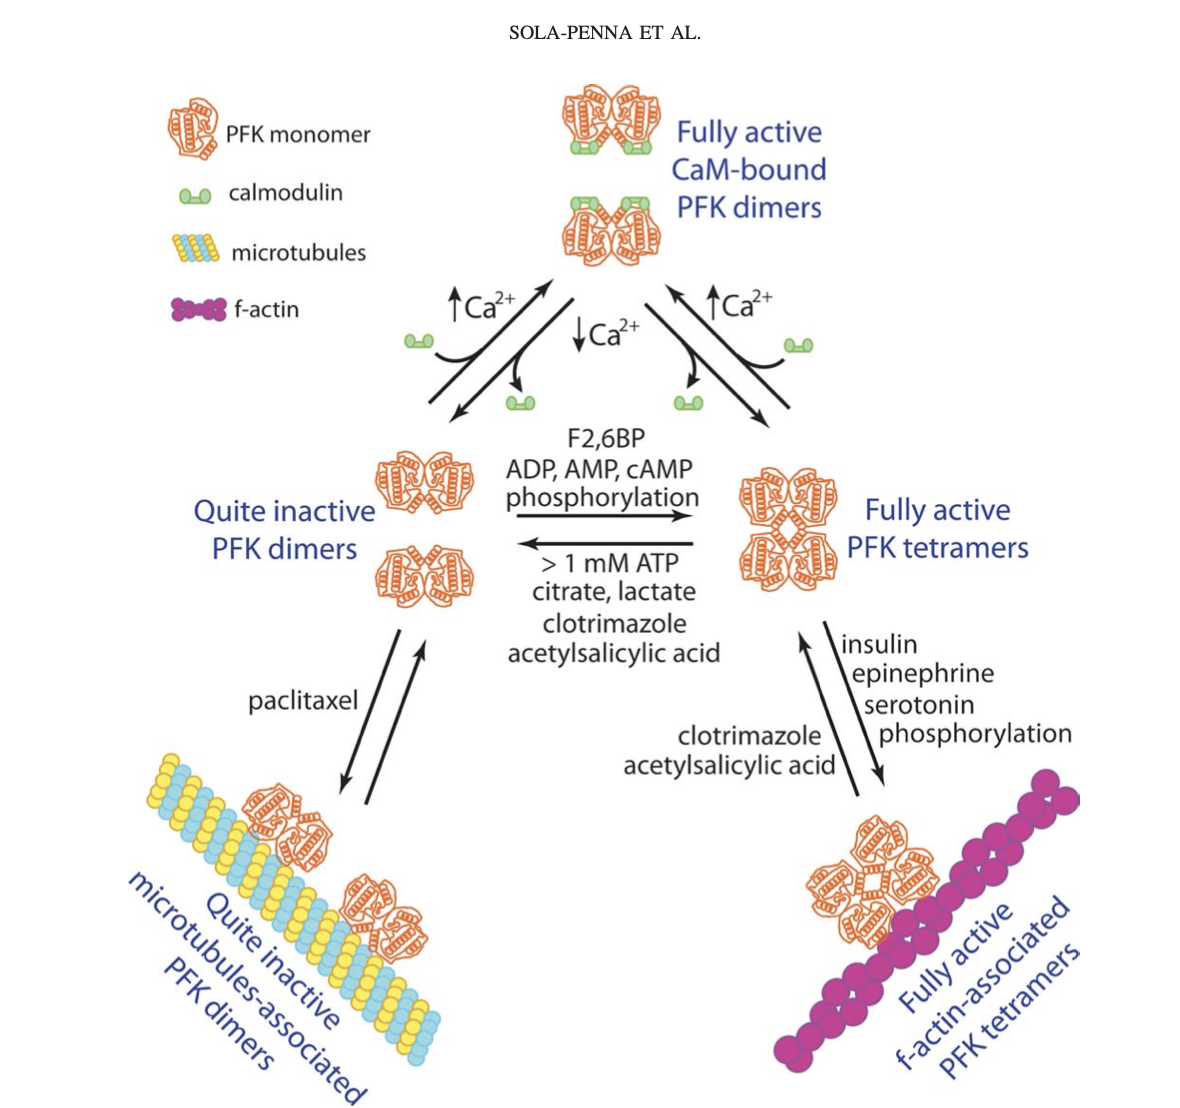 SOLA-PENNA ET AL.
PFK monomer
calmodulin
microtubules
f-actin
Fully active
CaM-bound
PFK dimers
↑Ca²⁺
↓Ca²⁺
↑Ca²⁺
F2,6BP
ADP, AMP, cAMP
phosphorylation
Quite inactive
PFK dimers
Fully active
PFK tetramers
> 1 mM ATP
citrate, lactate
clotrimazole
acetylsalicylic acid
paclitaxel
insulin
epinephrine
serotonin
phosphorylation
clotrimazole
acetylsalicylic acid
Quite inactive
microtubules-associated
PFK dimers
Fully active
f-actin-associated
PFK tetramers